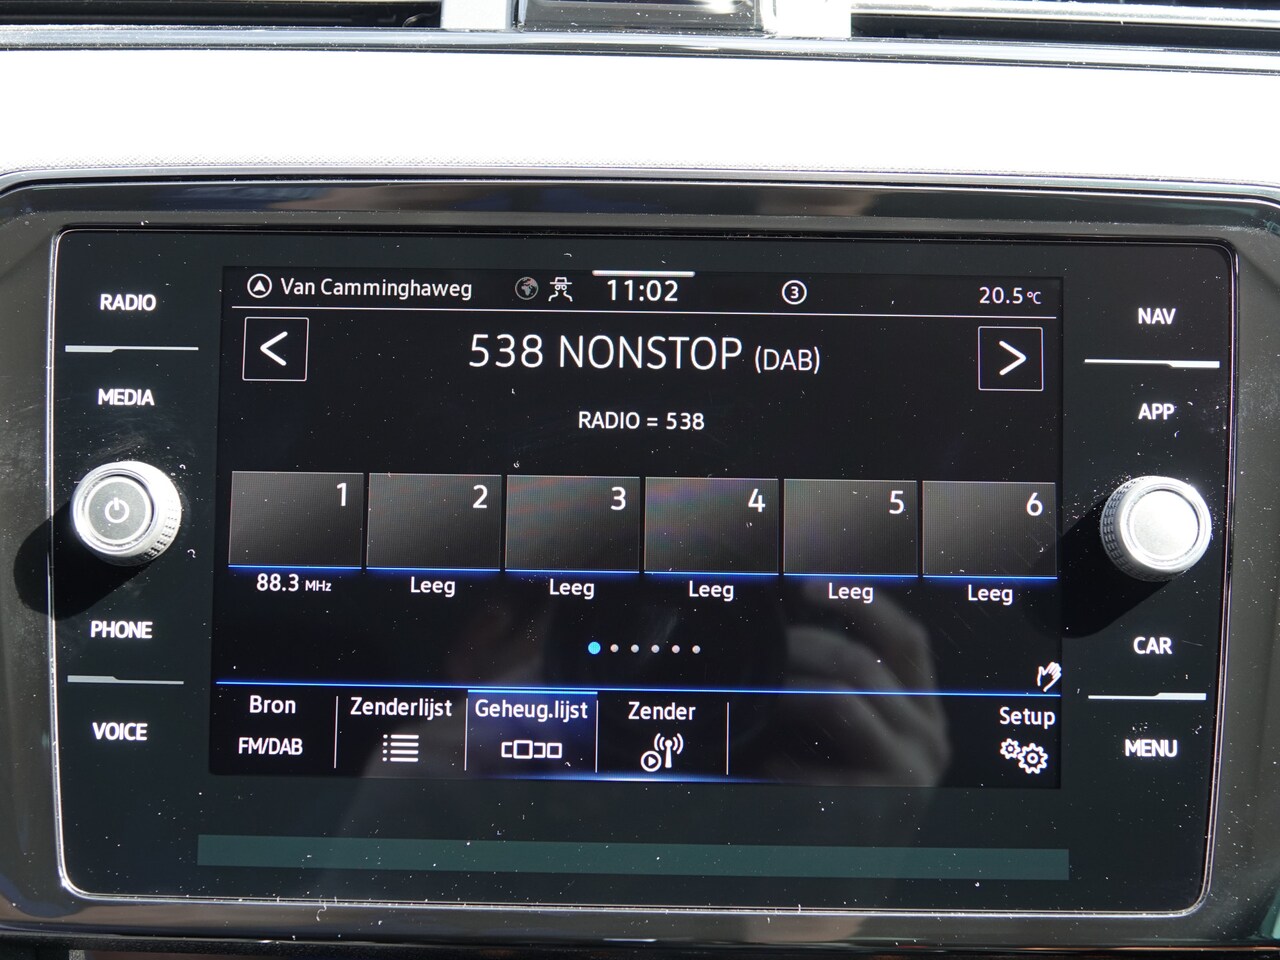 Van Camminghaweg 11:02 3 20.5°C
RADIO
NAV
< 538 NONSTOP (DAB) >
MEDIA
APP
RADIO = 538
1 2 3 4 5 6
88.3 MHz Leeg Leeg Leeg Leeg Leeg
PHONE
CAR
Bron Zenderlijst Geheug.lijst Zender Setup
FM/DAB
VOICE
MENU